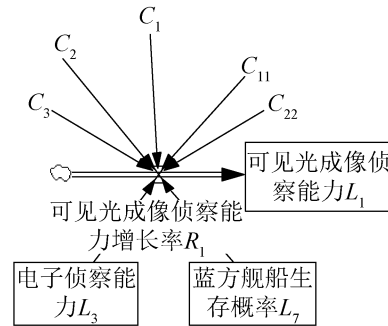 C₁
C₂
C₁₁
C₃
C₂₂
可见光成像侦
察能力L₁
可见光成像侦察能
力增长率R₁
电子侦察能
力L₃
蓝方舰船生
存概率L₇